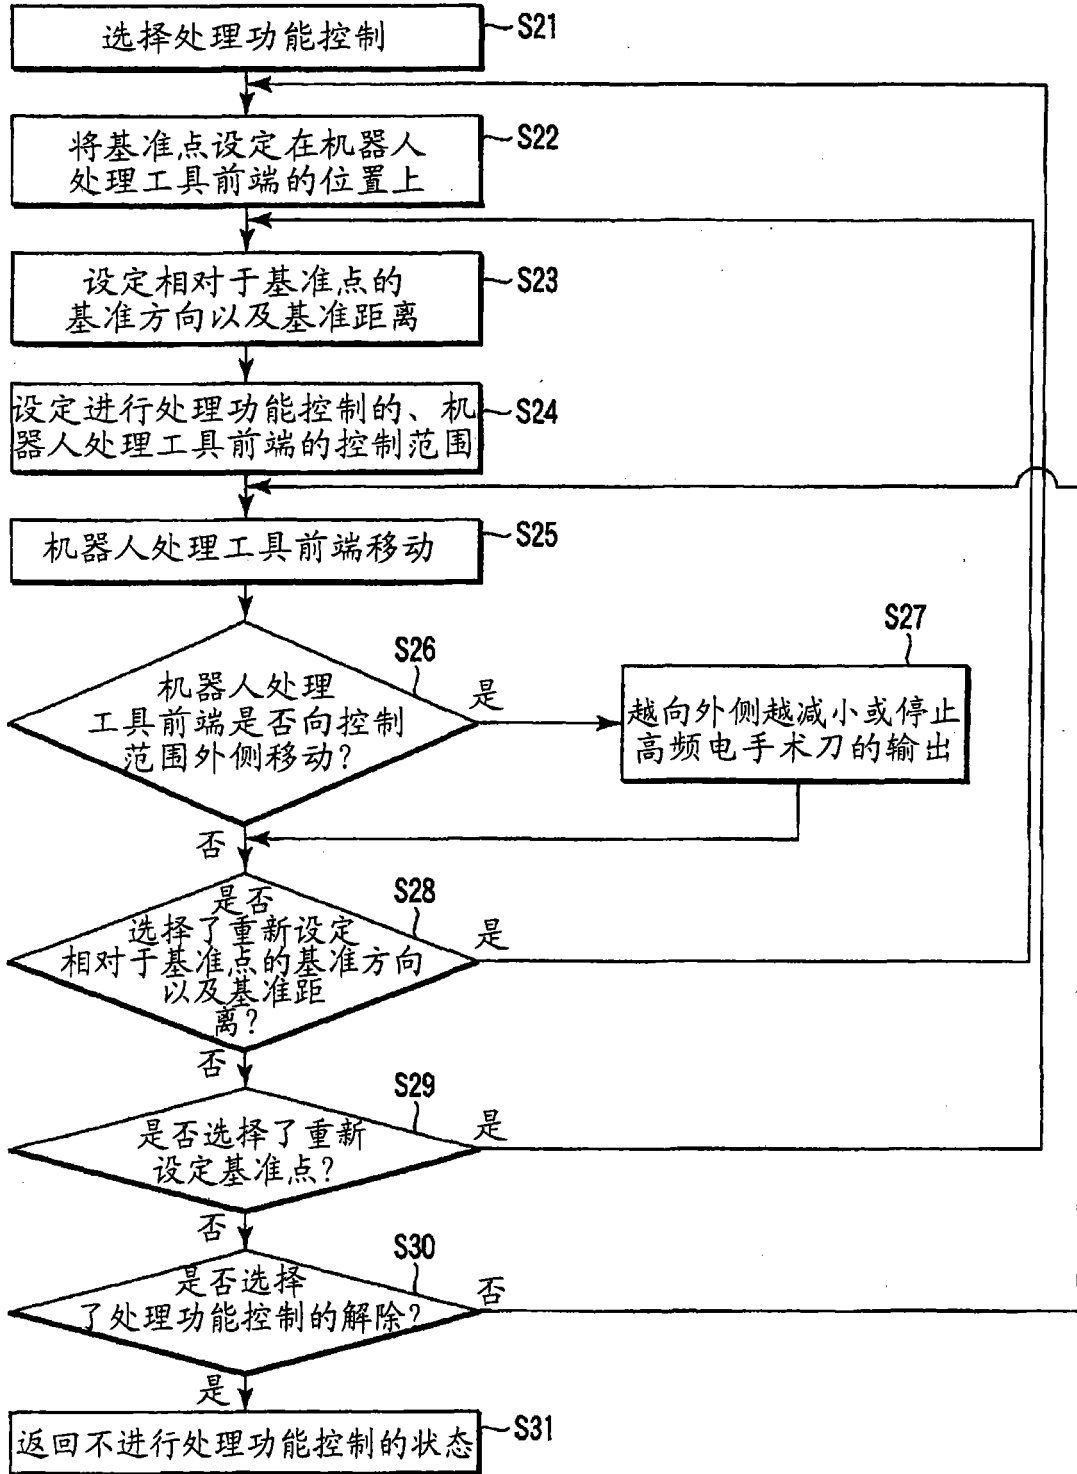 选择处理功能控制
S21
将基准点设定在机器人
处理工具前端的位置上
S22
设定相对于基准点的
基准方向以及基准距离
S23
设定进行处理功能控制的、机
器人处理工具前端的控制范围
S24
机器人处理工具前端移动
S25
机器人处理
工具前端是否向控制
范围外侧移动?
S26
是
越向外侧越减小或停止
高频电手术刀的输出
S27
否
是否
选择了重新设定
相对于基准点的基准方向
以及基准距
离?
S28
是
否
是否选择了重新
设定基准点?
S29
是
否
是否选择
了处理功能控制的解除?
S30
否
是
返回不进行处理功能控制的状态
S31